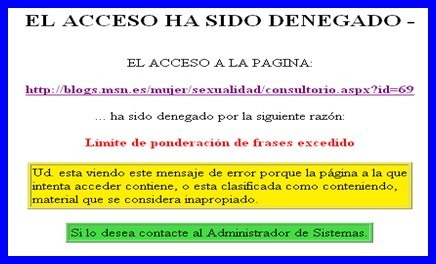 EL ACCESO HA SIDO DENEGADO -
EL ACCESO A LA PAGINA:
http://blogs.msn.es/mujer/sexualidad/consultorio.aspx?id=69
... ha sido denegado por la siguiente razón:
Límite de ponderación de frases excedido
Ud. esta viendo este mensaje de error porque la página a la que
intenta acceder contiene, o esta clasificada como conteniendo,
material que se considera inapropiado.
Si lo desea contacte al Administrador de Sistemas.